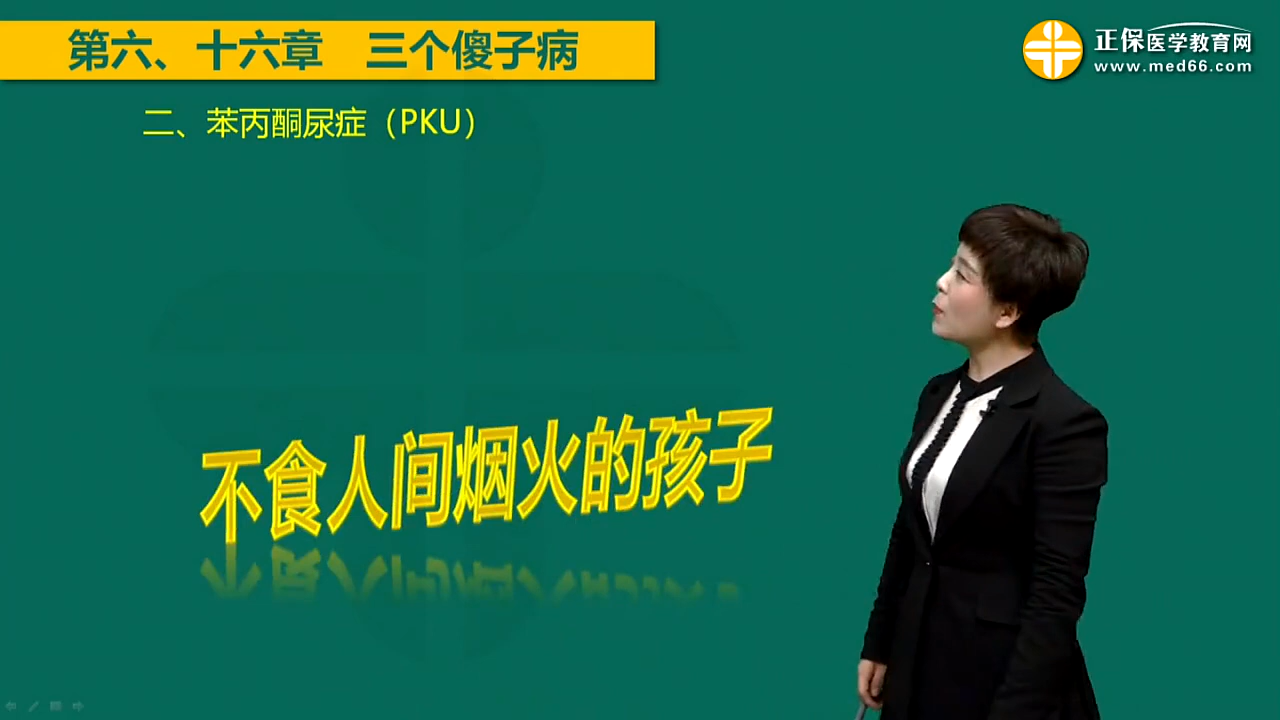 第六、十六章 三个傻子病
正保医学教育网
www.med66.com
二、苯丙酮尿症（PKU）
不食人间烟火的孩子